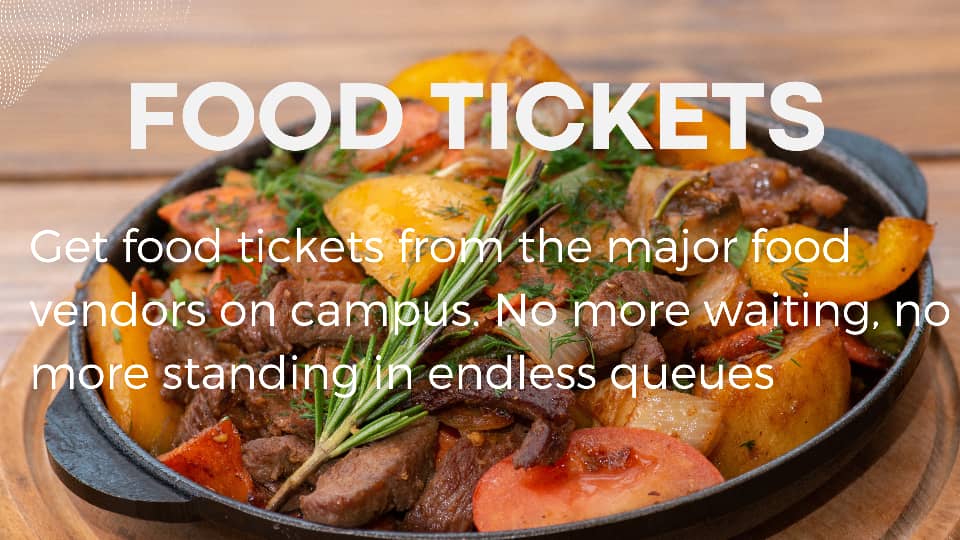 FOOD TICKETS
Get food tickets from the major food
vendors on campus. No more waiting, no
more standing in endless queues